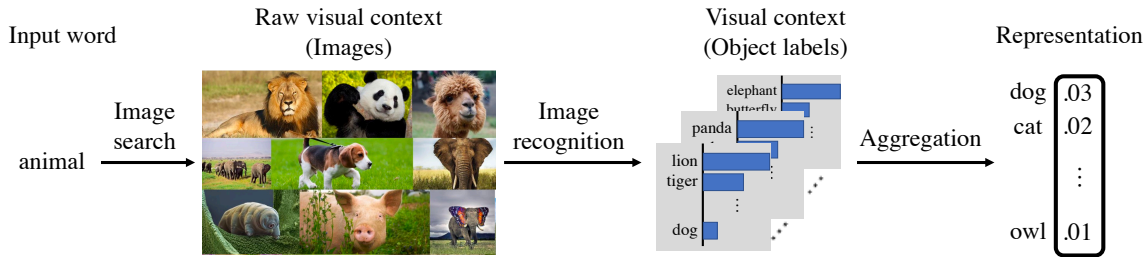 Input word
animal
Image
search
Raw visual context
(Images)
Image
recognition
Visual context
(Object labels)
elephant
butterfly
panda
lion
tiger
dog
Aggregation
Representation
dog .03
cat .02
owl .01